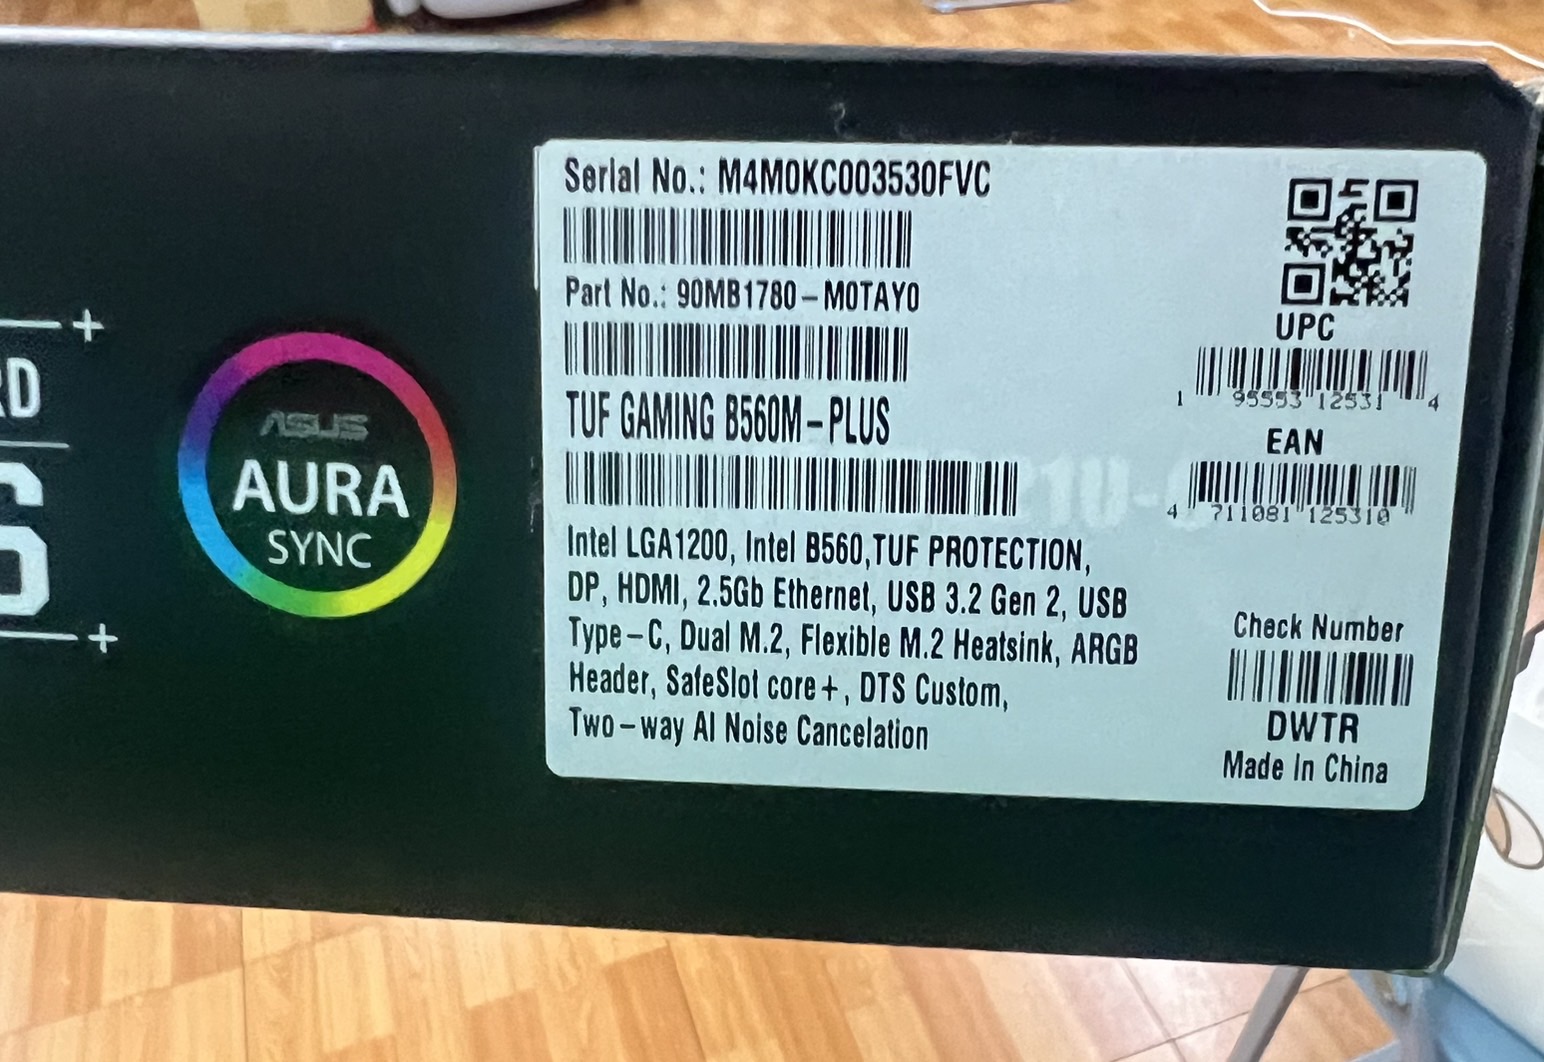 Serial No.: M4M0KC003530FVC
Part No.: 90MB1780-M0TAY0
TUF GAMING B560M-PLUS
Intel LGA1200, Intel B560,TUF PROTECTION,
DP, HDMI, 2.5Gb Ethernet, USB 3.2 Gen 2, USB
Type-C, Dual M.2, Flexible M.2 Heatsink, ARGB
Header, SafeSlot core+, DTS Custom,
Two-way AI Noise Cancelation
UPC
1 95553 12531 4
EAN
4 711081 125310
Check Number
DWTR
Made in China
ASUS
AURA
SYNC